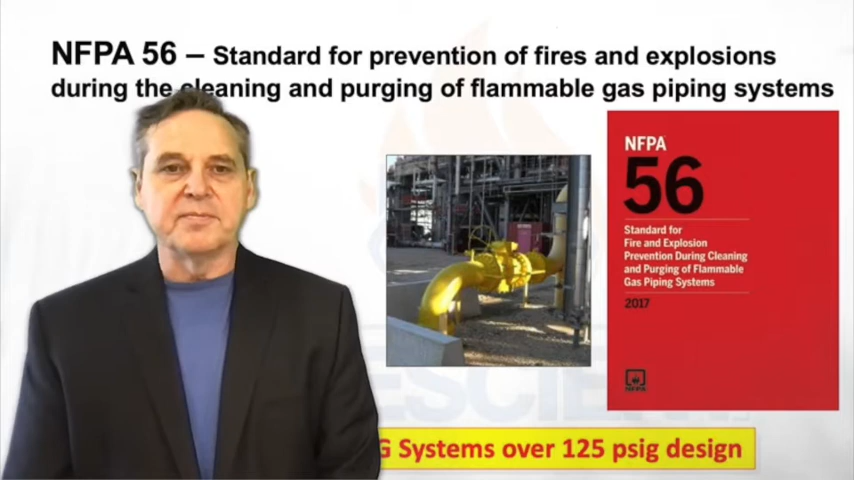 NFPA 56 – Standard for prevention of fires and explosions
during the cleaning and purging of flammable gas piping systems
NFPA
56
Standard for
Fire and Explosion
Prevention During Cleaning
and Purging of Flammable
Gas Piping Systems
2017
NFPA
G Systems over 125 psig design